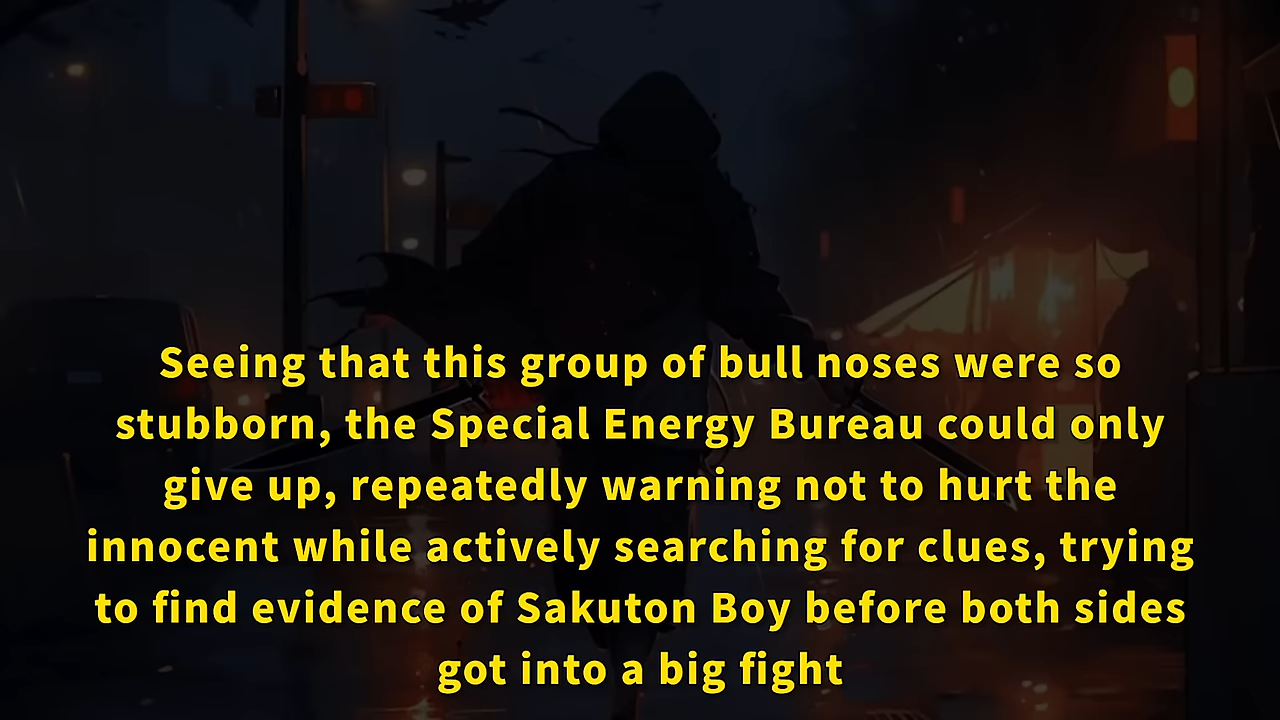 Seeing that this group of bull noses were so
stubborn, the Special Energy Bureau could only
give up, repeatedly warning not to hurt the
innocent while actively searching for clues, trying
to find evidence of Sakuton Boy before both sides
got into a big fight